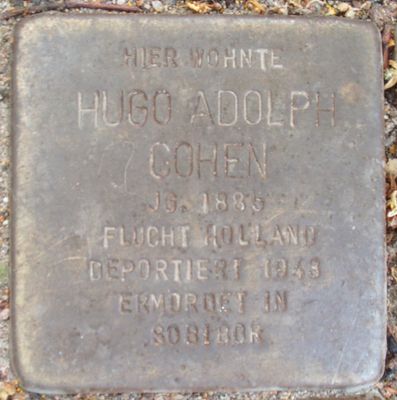 HIER WOHNTE
HUGO ADOLPH
COHEN
JG. 1885
FLUCHT HOLLAND
DEPORTIERT 1943
ERMORDET IN
SOBIBOR